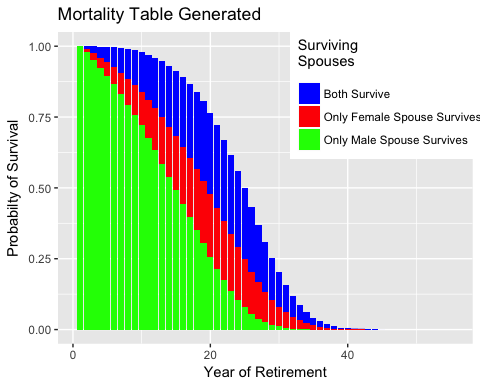 Mortality Table Generated
Surviving
Spouses
Both Survive
Only Female Spouse Survives
Only Male Spouse Survives
Probabilty of Survival
1.00
0.75
0.50
0.25
0.00
0
20
40
Year of Retirement